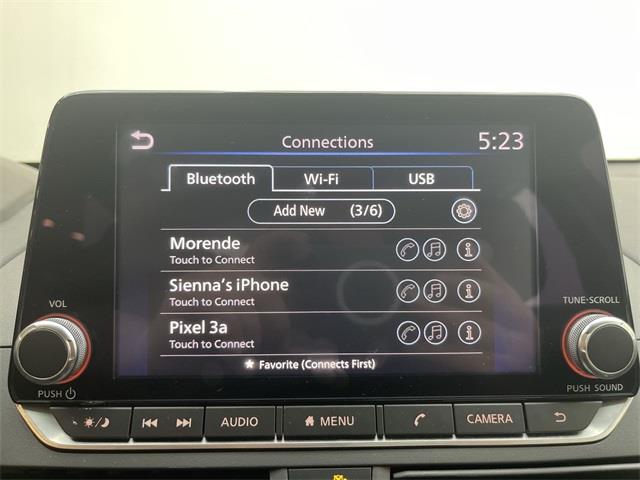 Connections 5:23
Bluetooth Wi-Fi USB
Add New (3/6)
Morende
Touch to Connect
Sienna's iPhone
Touch to Connect
Pixel 3a
Touch to Connect
★ Favorite (Connects First)
VOL
PUSH
TUNE·SCROLL
PUSH SOUND
AUDIO MENU CAMERA